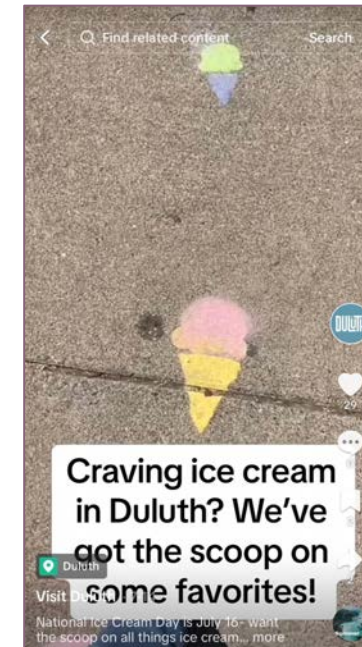 Find related content Search
DULUTH
29
Craving ice cream
in Duluth? We've
got the scoop on
some favorites!
Duluth
Visit Duluth
National Ice Cream Day is July 16- want
the scoop on all things ice cream... more